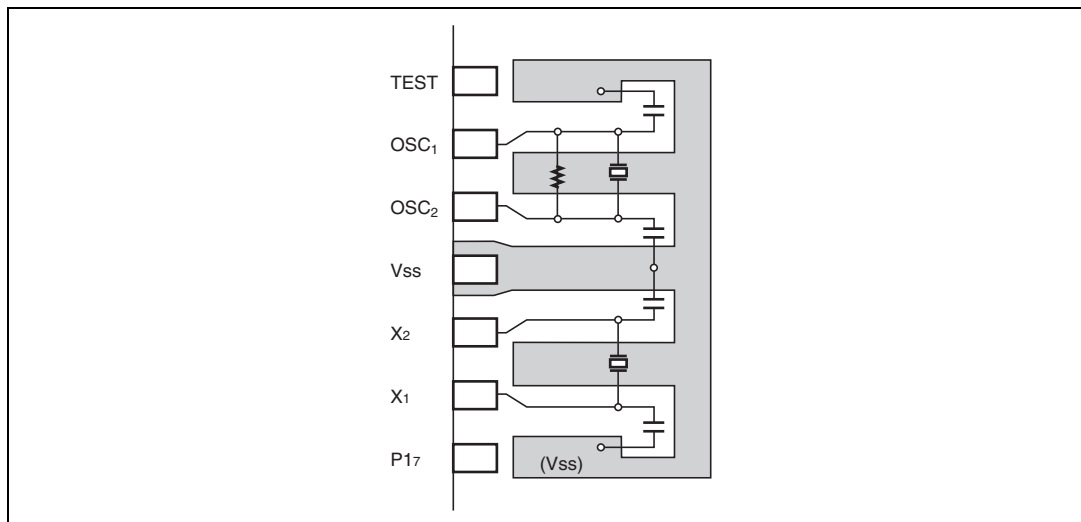 TEST
OSC1
OSC2
Vss
X2
X1
P17
(Vss)